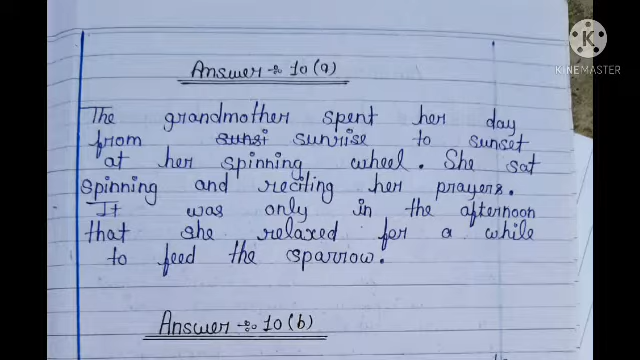 KINEMASTER
Answer :- 10(a)
The grandmother spent her day
from sunsi sunrise to sunset
at her spinning wheel. She sat
spinning and reciting her prayers.
It was only in the afternoon
that she relaxed for a while
to feed the sparrow.
Answer :- 10(b)